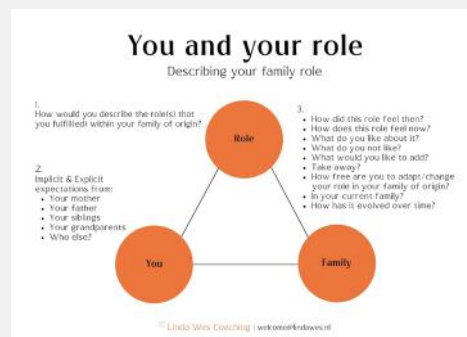 You and your role
Describing your family role
1.
How would you describe the role(s) that
you fulfill(ed) within your family of origin?
Role
3.
• How did this role feel then?
• How does this role feel now?
• What do you like about it?
• What do you not like?
• What would you like to add?
• Take away?
• How free are you to adapt/change
your role in your family of origin?
• In your current family?
• How has is evolved over time?
2.
Implicit & Explicit
expectations from:
• Your mother
• Your father
• Your siblings
• Your grandparents
• Who else?
You
Family
Linda Wes Coaching | welcome@lindawes.nl